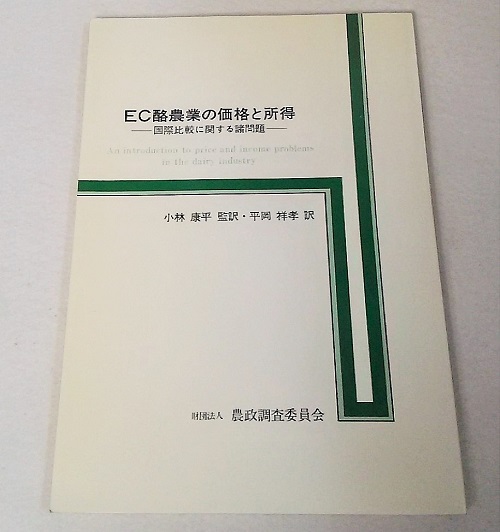 EC酪農業の価格と所得
──国際比較に関する諸問題──
An introduction to price and income problems
in the dairy industry
小林 康平 監訳・平岡 祥孝 訳
財団法人 農政調査委員会